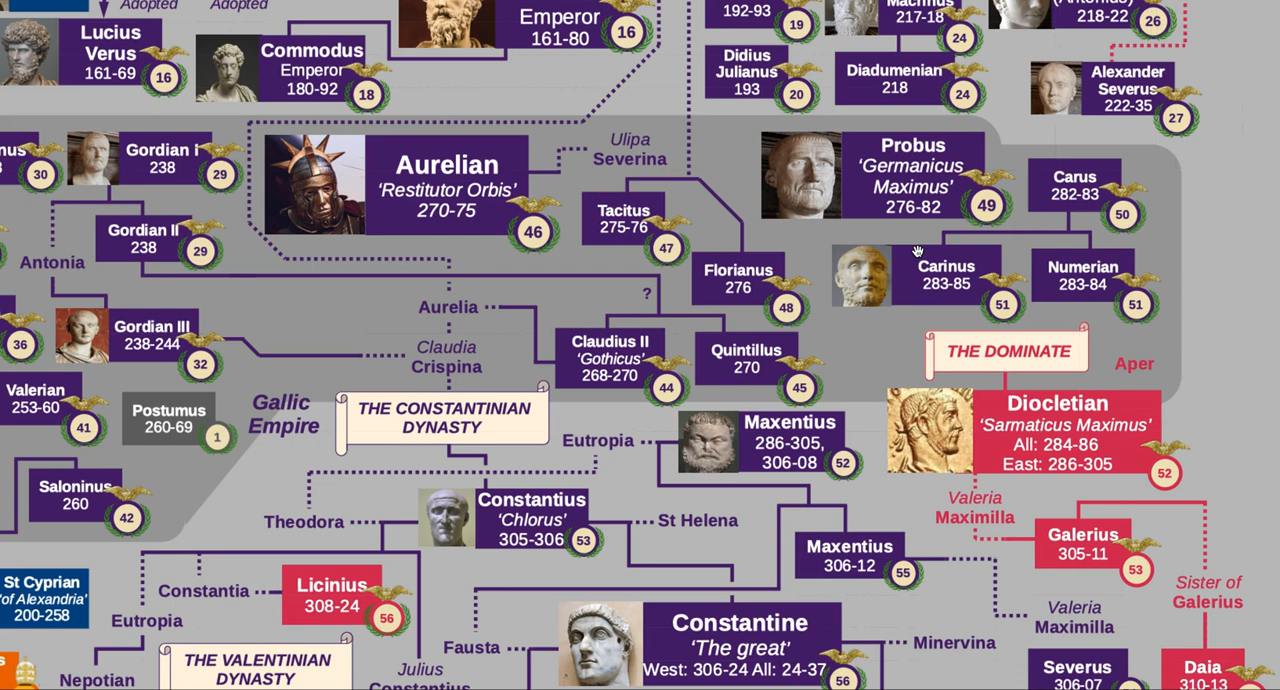 Adopted
Adopted
Lucius
Verus
161-69
16
Commodus
Emperor
180-92
18
Emperor
161-80
16
192-93
19
Didius
Julianus
193
20
Macrinus
217-18
24
Diadumenian
218
24
218-22
26
Alexander
Severus
222-35
27
30
Gordian I
238
29
Gordian II
238
29
Antonia
36
Gordian III
238-244
32
Aurelian
‘Restitutor Orbis’
270-75
46
Ulipa
Severina
Tacitus
275-76
47
Florianus
276
48
Probus
‘Germanicus
Maximus’
276-82
49
Carus
282-83
50
Carinus
283-85
51
Numerian
283-84
51
Aurelia
?
Claudia
Crispina
Claudius II
‘Gothicus’
268-270
44
Quintillus
270
45
THE DOMINATE
Aper
Valerian
253-60
41
Postumus
260-69
1
Gallic
Empire
THE CONSTANTINIAN
DYNASTY
Eutropia
Maxentius
286-305,
306-08
52
Diocletian
‘Sarmaticus Maximus’
All: 284-86
East: 286-305
52
Saloninus
260
42
Theodora
Constantius
‘Chlorus’
305-306
53
St Helena
Valeria
Maximilla
Galerius
305-11
53
Maxentius
306-12
55
St Cyprian
‘of Alexandria’
200-258
Constantia
Licinius
308-24
56
Sister of
Galerius
Valeria
Maximilla
Eutropia
Constantine
‘The great’
West: 306-24 All: 24-37
56
Fausta
Minervina
THE VALENTINIAN
DYNASTY
Nepotian
Julius
Constantius
Severus
306-07
Daia
310-13